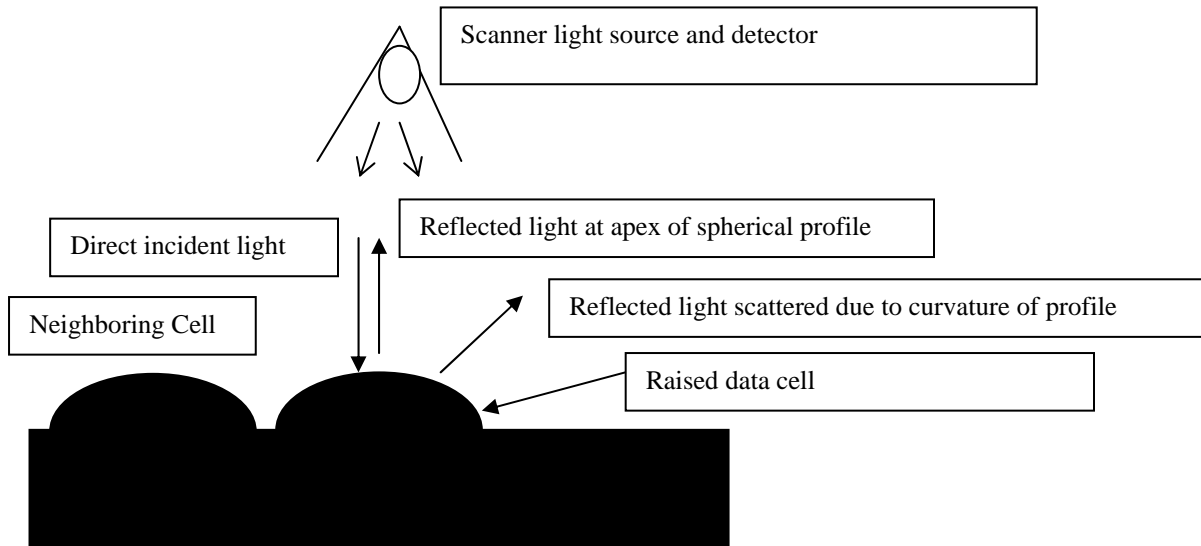 Scanner light source and detector
Reflected light at apex of spherical profile
Direct incident light
Reflected light scattered due to curvature of profile
Neighboring Cell
Raised data cell